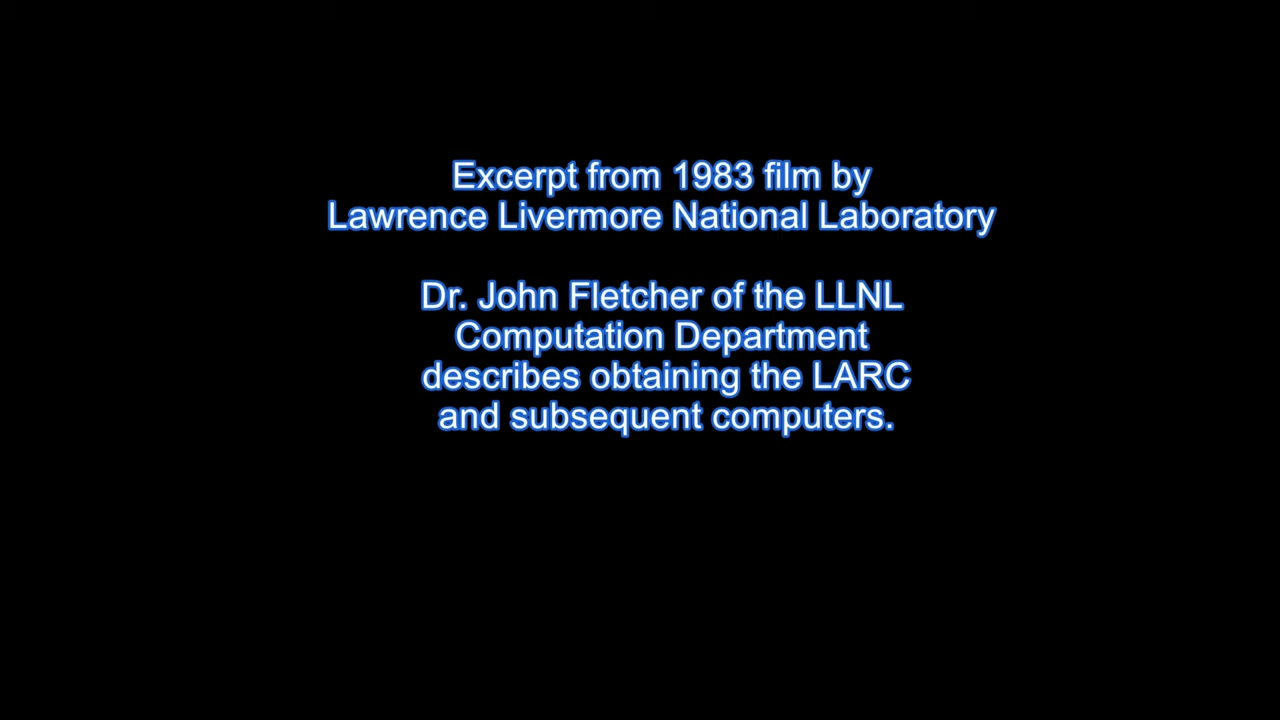 Excerpt from 1983 film by
Lawrence Livermore National Laboratory
Dr. John Fletcher of the LLNL
Computation Department
describes obtaining the LARC
and subsequent computers.